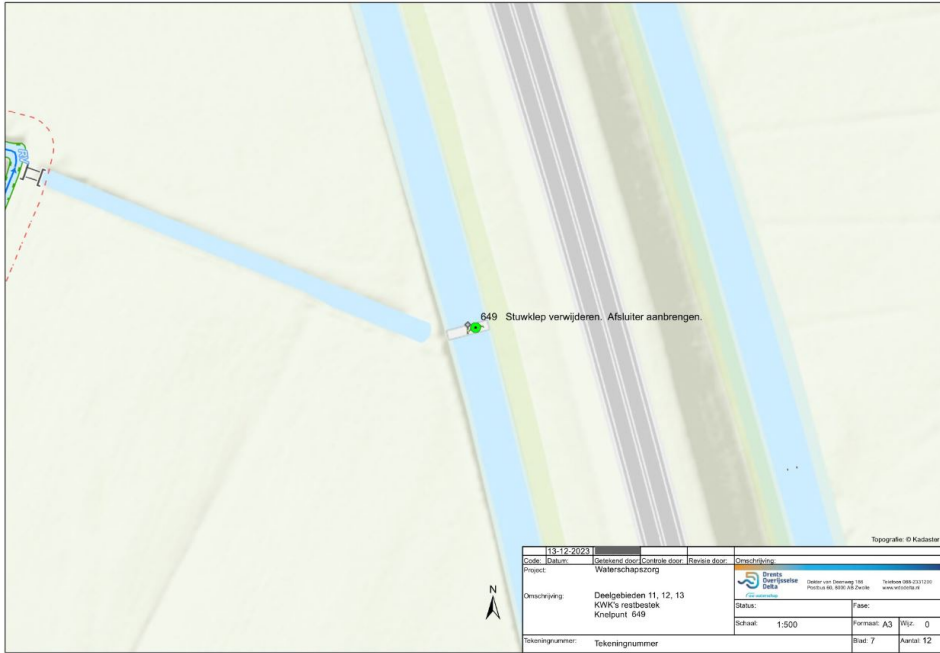 649 Stuwklep verwijderen. Afsluiter aanbrengen.
Topografie: © Kadaster
13-12-2023
Code: Datum: Getekend door: Controle door: Revisie door: Omschrijving:
Project: Waterschapszorg
Omschrijving: Deelgebieden 11, 12, 13
KWK's restbestek
Knelpunt 649
Drents
Overijsselse
Delta
waterschap
Dokter van Deenweg 186
Postbus 60, 8000 AB Zwolle
Telefoon 088-2331200
www.wdodelta.nl
Status: Fase:
Schaal: 1:500 Formaat: A3 Wijz. 0
Tekeningnummer: Tekeningnummer Blad: 7 Aantal: 12
N